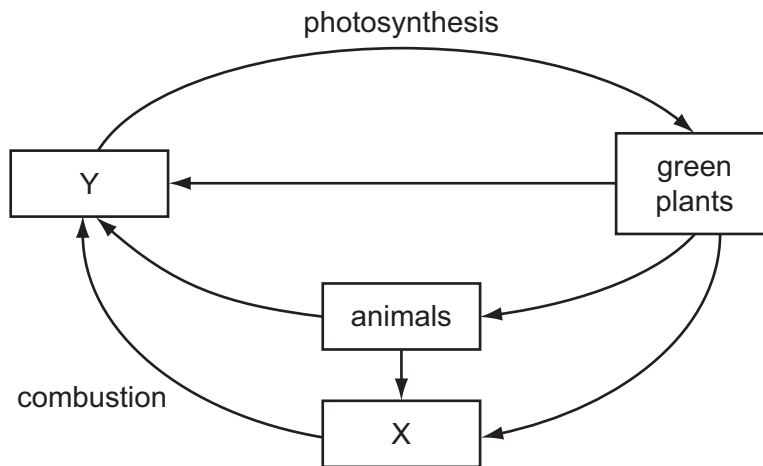 photosynthesis
Y
green
plants
animals
combustion
X